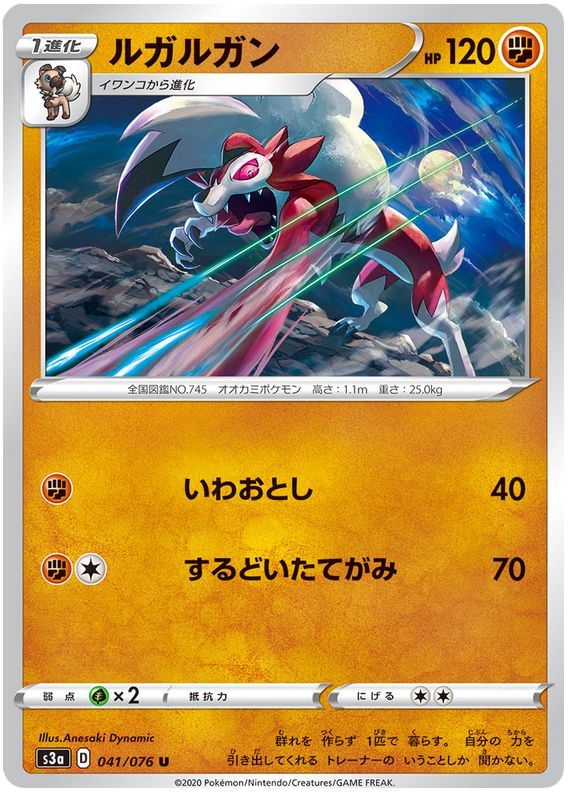 1進化
ルガルガン
HP 120
イワンコから進化
全国図鑑NO.745 オオカミポケモン 高さ:1.1m 重さ:25.0kg
いわおとし 40
するどいたてがみ 70
弱点 ×2 抵抗力 にげる
Illus.Anesaki Dynamic
s3a D 041/076 U
群れを 作らず 1匹で 暮らす。 自分の 力を
引き出してくれる トレーナーの いうことしか 聞かない。
©2020 Pokémon/Nintendo/Creatures/GAME FREAK.